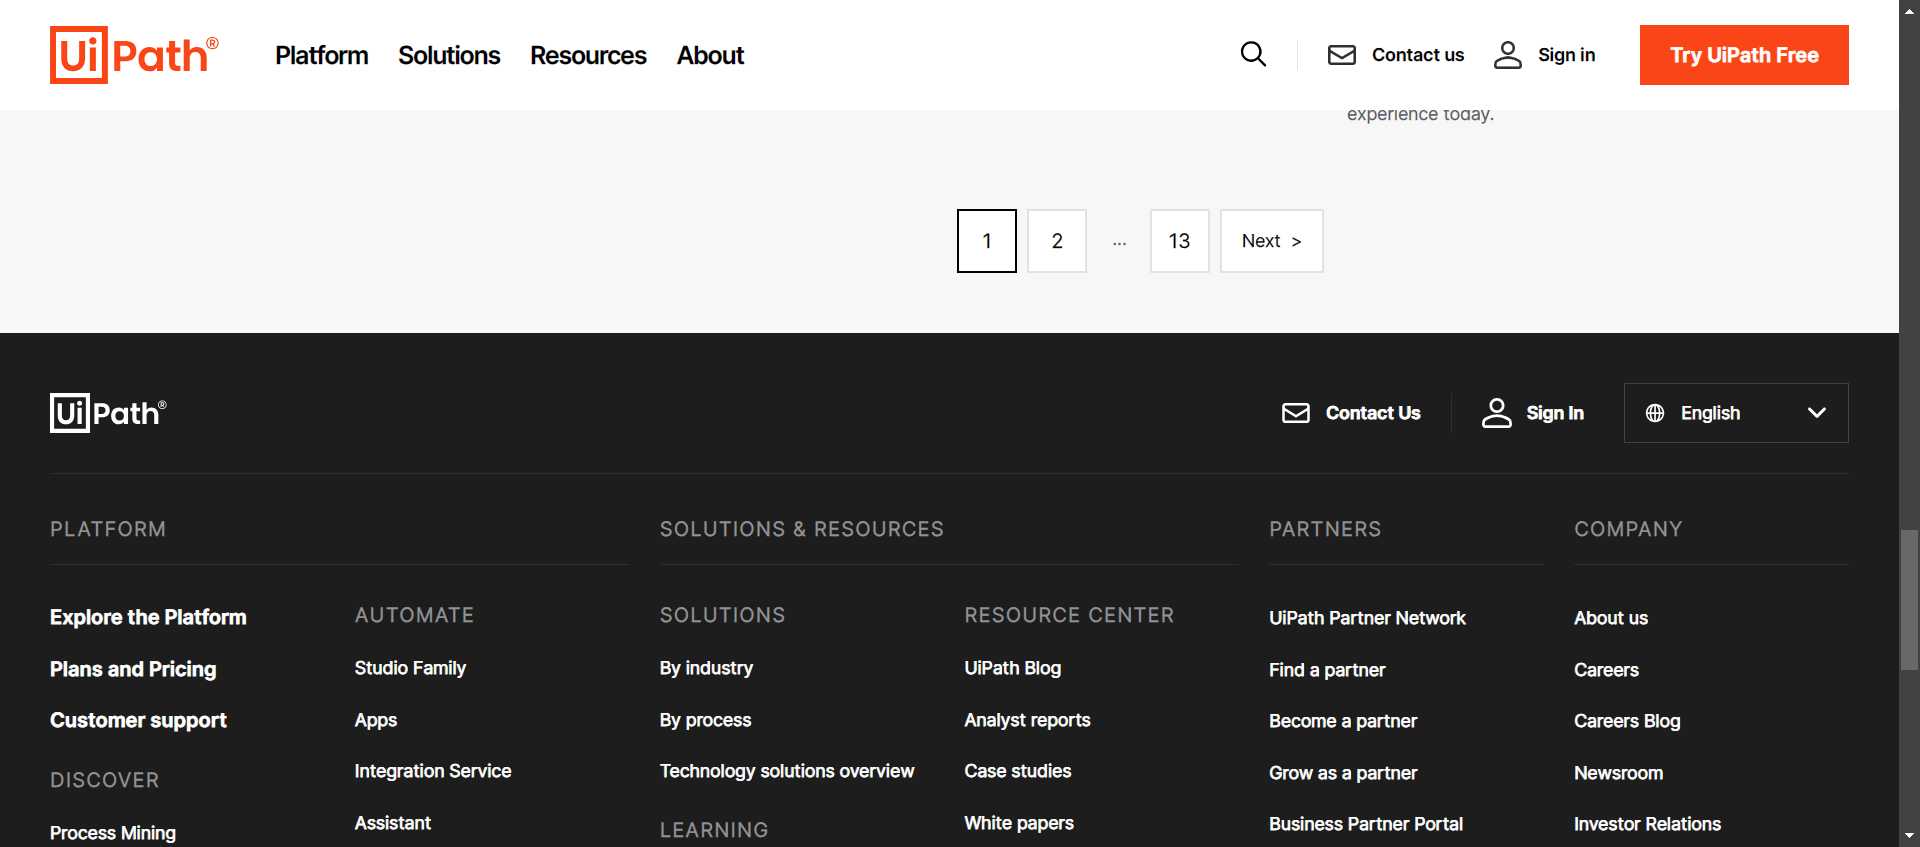 UiPath® Platform Solutions Resources About Contact us Sign in Try UiPath Free
experience today.
1 2 ... 13 Next >
UiPath® Contact Us Sign In English
PLATFORM SOLUTIONS & RESOURCES PARTNERS COMPANY
Explore the Platform
Plans and Pricing
Customer support
DISCOVER
Process Mining
AUTOMATE
Studio Family
Apps
Integration Service
Assistant
SOLUTIONS
By industry
By process
Technology solutions overview
LEARNING
RESOURCE CENTER
UiPath Blog
Analyst reports
Case studies
White papers
UiPath Partner Network
Find a partner
Become a partner
Grow as a partner
Business Partner Portal
About us
Careers
Careers Blog
Newsroom
Investor Relations